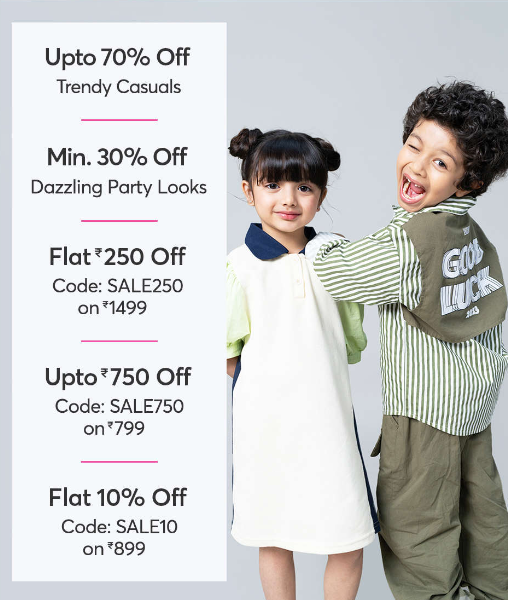 Upto 70% Off
Trendy Casuals
Min. 30% Off
Dazzling Party Looks
Flat ₹250 Off
Code: SALE250
on ₹1499
Upto ₹750 Off
Code: SALE750
on ₹799
Flat 10% Off
Code: SALE10
on ₹899
GOOD
LUCK